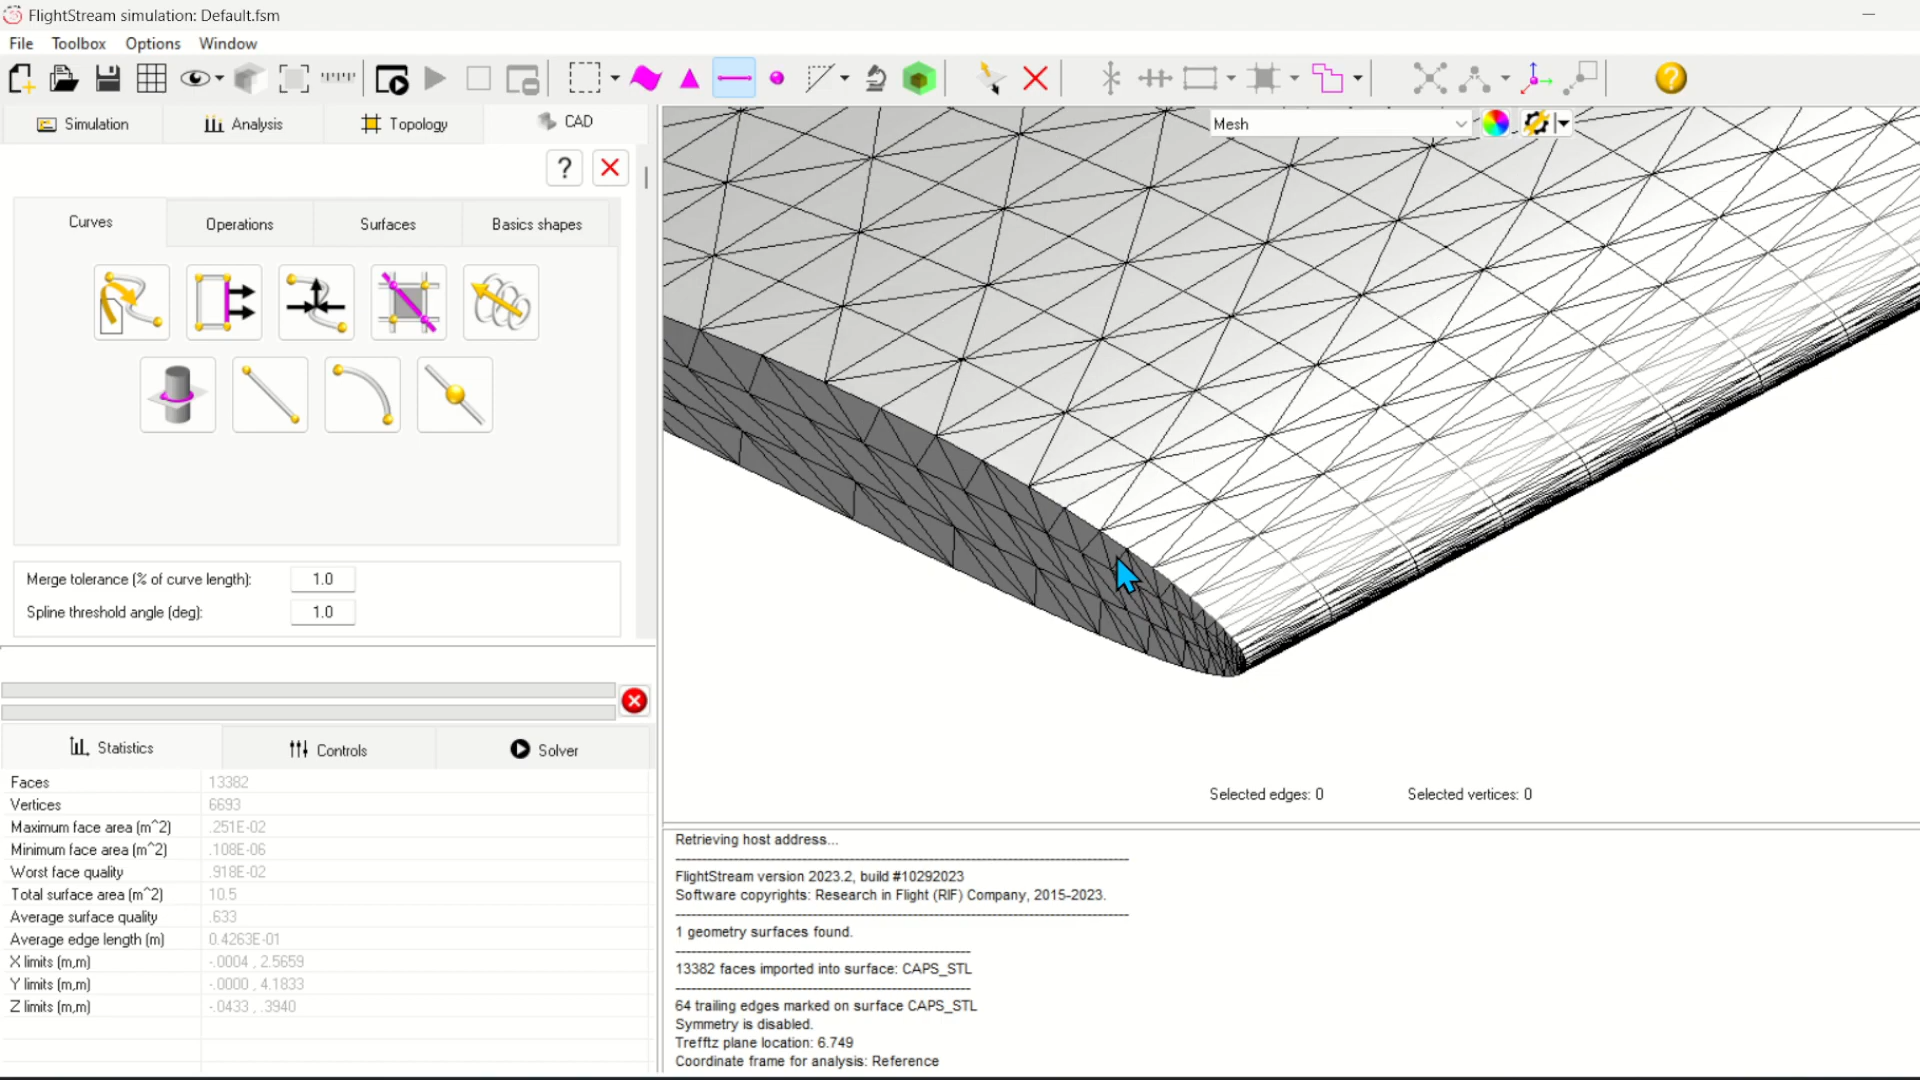 FlightStream simulation: Default.fsm
File Toolbox Options Window
Simulation Analysis Topology CAD
Mesh
?
Curves Operations Surfaces Basics shapes
Merge tolerance (% of curve length): 1.0
Spline threshold angle (deg): 1.0
Statistics Controls Solver
Faces 13382
Vertices 6693
Maximum face area (m^2) .251E-02
Minimum face area (m^2) .108E-06
Worst face quality .918E-02
Total surface area (m^2) 10.5
Average surface quality .633
Average edge length (m) 0.4263E-01
X limits (m,m) -.0004 , 2.5659
Y limits (m,m) -.0000 , 4.1833
Z limits (m,m) -.0433 , .3940
Selected edges: 0 Selected vertices: 0
Retrieving host address...
FlightStream version 2023.2, build #10292023
Software copyrights: Research in Flight (RIF) Company, 2015-2023.
1 geometry surfaces found.
13382 faces imported into surface: CAPS_STL
64 trailing edges marked on surface CAPS_STL
Symmetry is disabled.
Trefftz plane location: 6.749
Coordinate frame for analysis: Reference